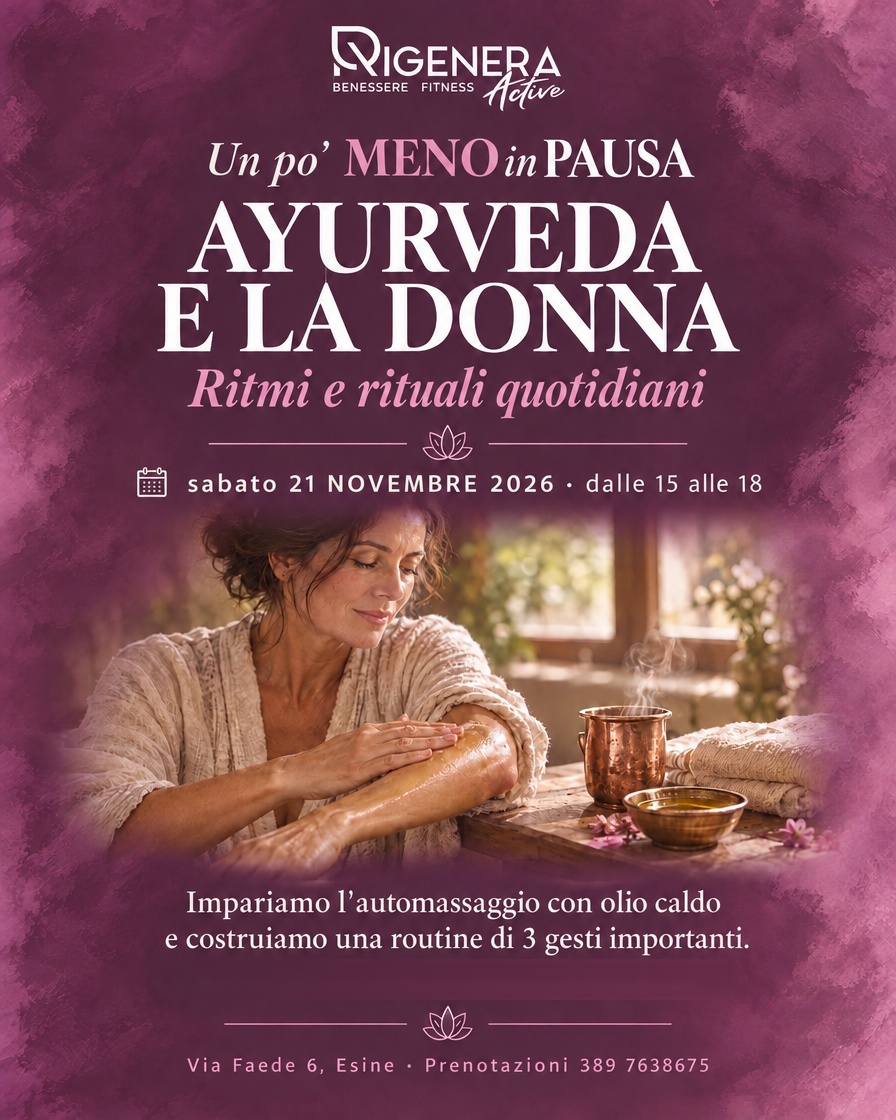 RIGENERA
BENESSERE FITNESS Active
Un po’ MENO in PAUSA
AYURVEDA
E LA DONNA
Ritmi e rituali quotidiani
sabato 21 NOVEMBRE 2026 • dalle 15 alle 18
Impariamo l’automassaggio con olio caldo
e costruiamo una routine di 3 gesti importanti.
Via Faede 6, Esine • Prenotazioni 389 7638675